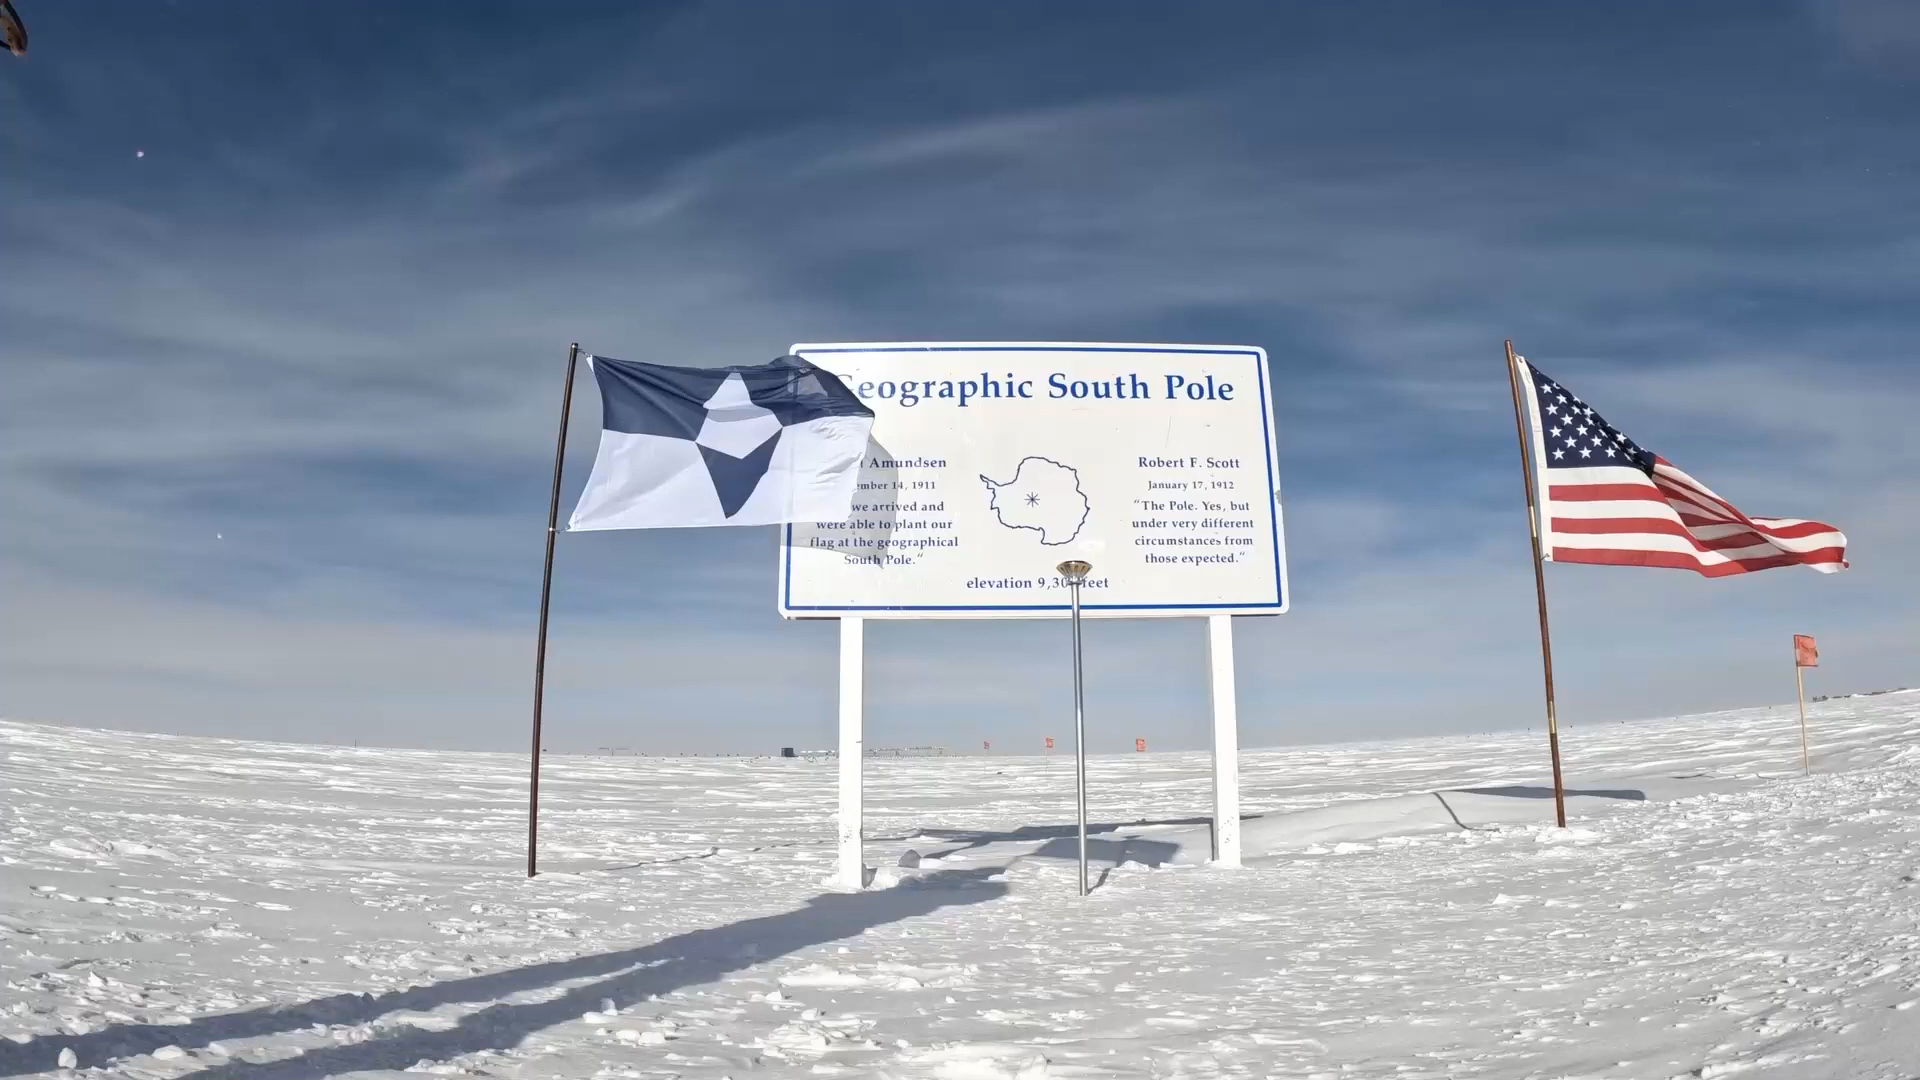 Geographic South Pole
Amundsen
ember 14, 1911
we arrived and
were able to plant our
flag at the geographical
South Pole."
Robert F. Scott
January 17, 1912
"The Pole. Yes, but
under very different
circumstances from
those expected."
elevation 9,30 feet